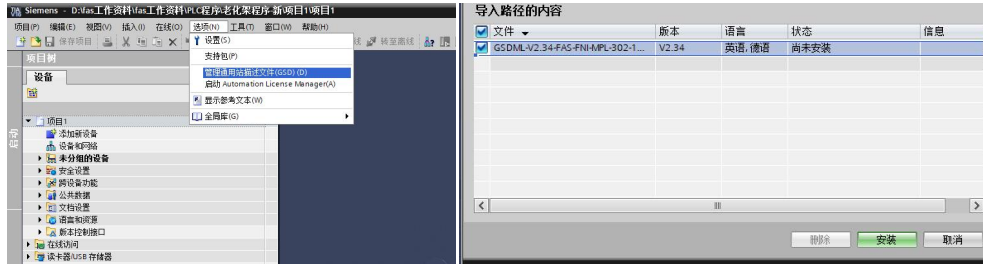 Siemens - D:\fas工作资料\fas工作资料\PLC程序\老化架程序 新\项目1\项目1
项目(P) 编辑(E) 视图(V) 插入(I) 在线(O) 选项(N) 工具(T) 窗口(W) 帮助(H)
保存项目
转至离线
设置(S)
支持包(P)
管理通用站描述文件(GSD) (D)
启动 Automation License Manager(A)
显示参考文本(W)
全局库(G)
项目树
设备
启动
项目1
添加新设备
设备和网络
未分组的设备
安全设置
跨设备功能
公共数据
文档设置
语言和资源
版本控制接口
在线访问
读卡器/USB 存储器
导入路径的内容
文件 版本 语言 状态 信息
GSDML-V2.34-FAS-FNI-MPL-302-1... V2.34 英语, 德语 尚未安装
删除 安装 取消